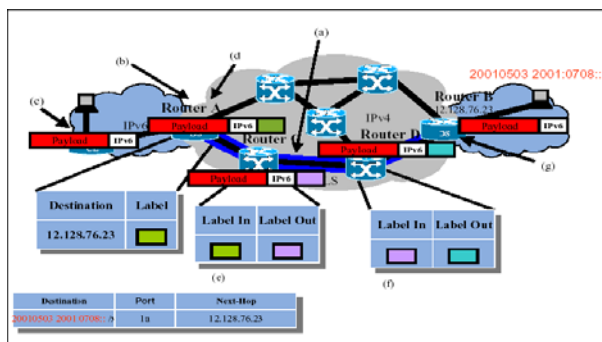 (a)
(b)
(d)
20010503 2001:0708::
(c)
Router A
Router B
12.128.76.23
IPv6
IPv4
Payload IPv6
Payload IPv6
Payload IPv6
Router C
Router D
Payload IPv6
(g)
Payload IPv6
LS
Destination Label
12.128.76.23
Label In Label Out
Label In Label Out
(e)
(f)
Destination Port Next-Hop
20010503 2001:0708::
12.128.76.23